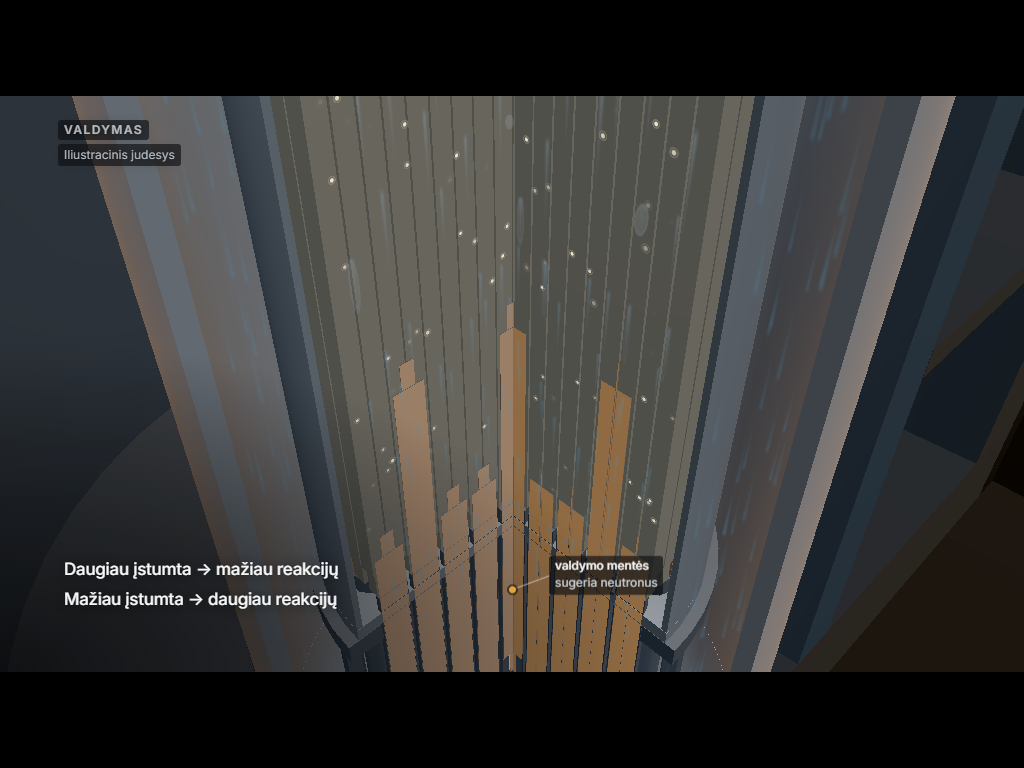 VALDYMAS
Iliustracinis judesys
Daugiau įstumta → mažiau reakcijų
Mažiau įstumta → daugiau reakcijų
valdymo mentės
sugeria neutronus